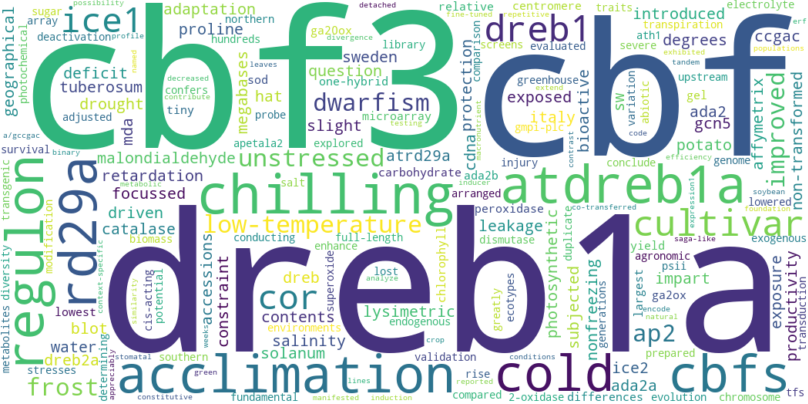 geographical
photochemical
sugar
array
ice1
adaptation
northern
deactivation
profile
hundreds
proline
relative
possibility
fine-tuned
detached
repetitive
cbf3
cbf
dreb1
introduced
centromere
electrolyte
traits
transpiration
ath1
ccgac
degrees
erf
populations
tandem
upstream
deficit
confers
sod
tuberosum
drought
tiny
adjusted
mda
a/gccgac
survival
binary
megabases
decreased
leaves
contribute
ga20ox
divergence
library
sweden
comparison
screens
evaluated
exhibited
severe
question
one-hybrid
hat
probe
microarray
testing
dwarfism
apetala2
explored
slight
cdna
protection
macronutrient
exposed
greenhouse
extend
italy
gmpi-plc
bioactive
contrast
sw
variation
code
abiotic
gel
ada2
gcn5
potato
affymetrix
improved
non-transformed
transgenic
regulon
metabolites
diversity
rd29a
modification
context-specific
malondialdehyde
metabolic
retardation
focussed
unstressed
atrd29a
carbohydrate
salt
inducer
ada2b
arranged
injury
conclude
genome
efficiency
lowered
soybean
chilling
atdreb1a
co-transferred
expression1
exogenous
foundation
driven
catalase
biomass
low-temperature
peroxidase
duplicate
cultivar
saga-like
conducting
full-length
enhance
leakage
dismutase
photosynthetic
yield
agronomic
psii
impart
dreb1a
similarity
cis-acting
potential
accessions
constraint
dreb
cor
lost
analyze
superoxide
environments
contents
salinity
chlorophyll
lysimetric
endogenous
ecotypes
greatly
subjected
nonfreezing
generations
largest
encode
ga2ox
natural
exposure
productivity
transduction
lowest
blot
water
dreb2a
stresses
frost
determining
appreciably
stomatal
southern
weeks
green
solanum
validation
crop
rise
reported
conditions
ap2
ice2
ada2a
prepared
acclimation
cold
cbfs
constitutive
fundamental
lines
manifested
induction
compared
2-oxidase
differences
evolution
chromosome
tfs